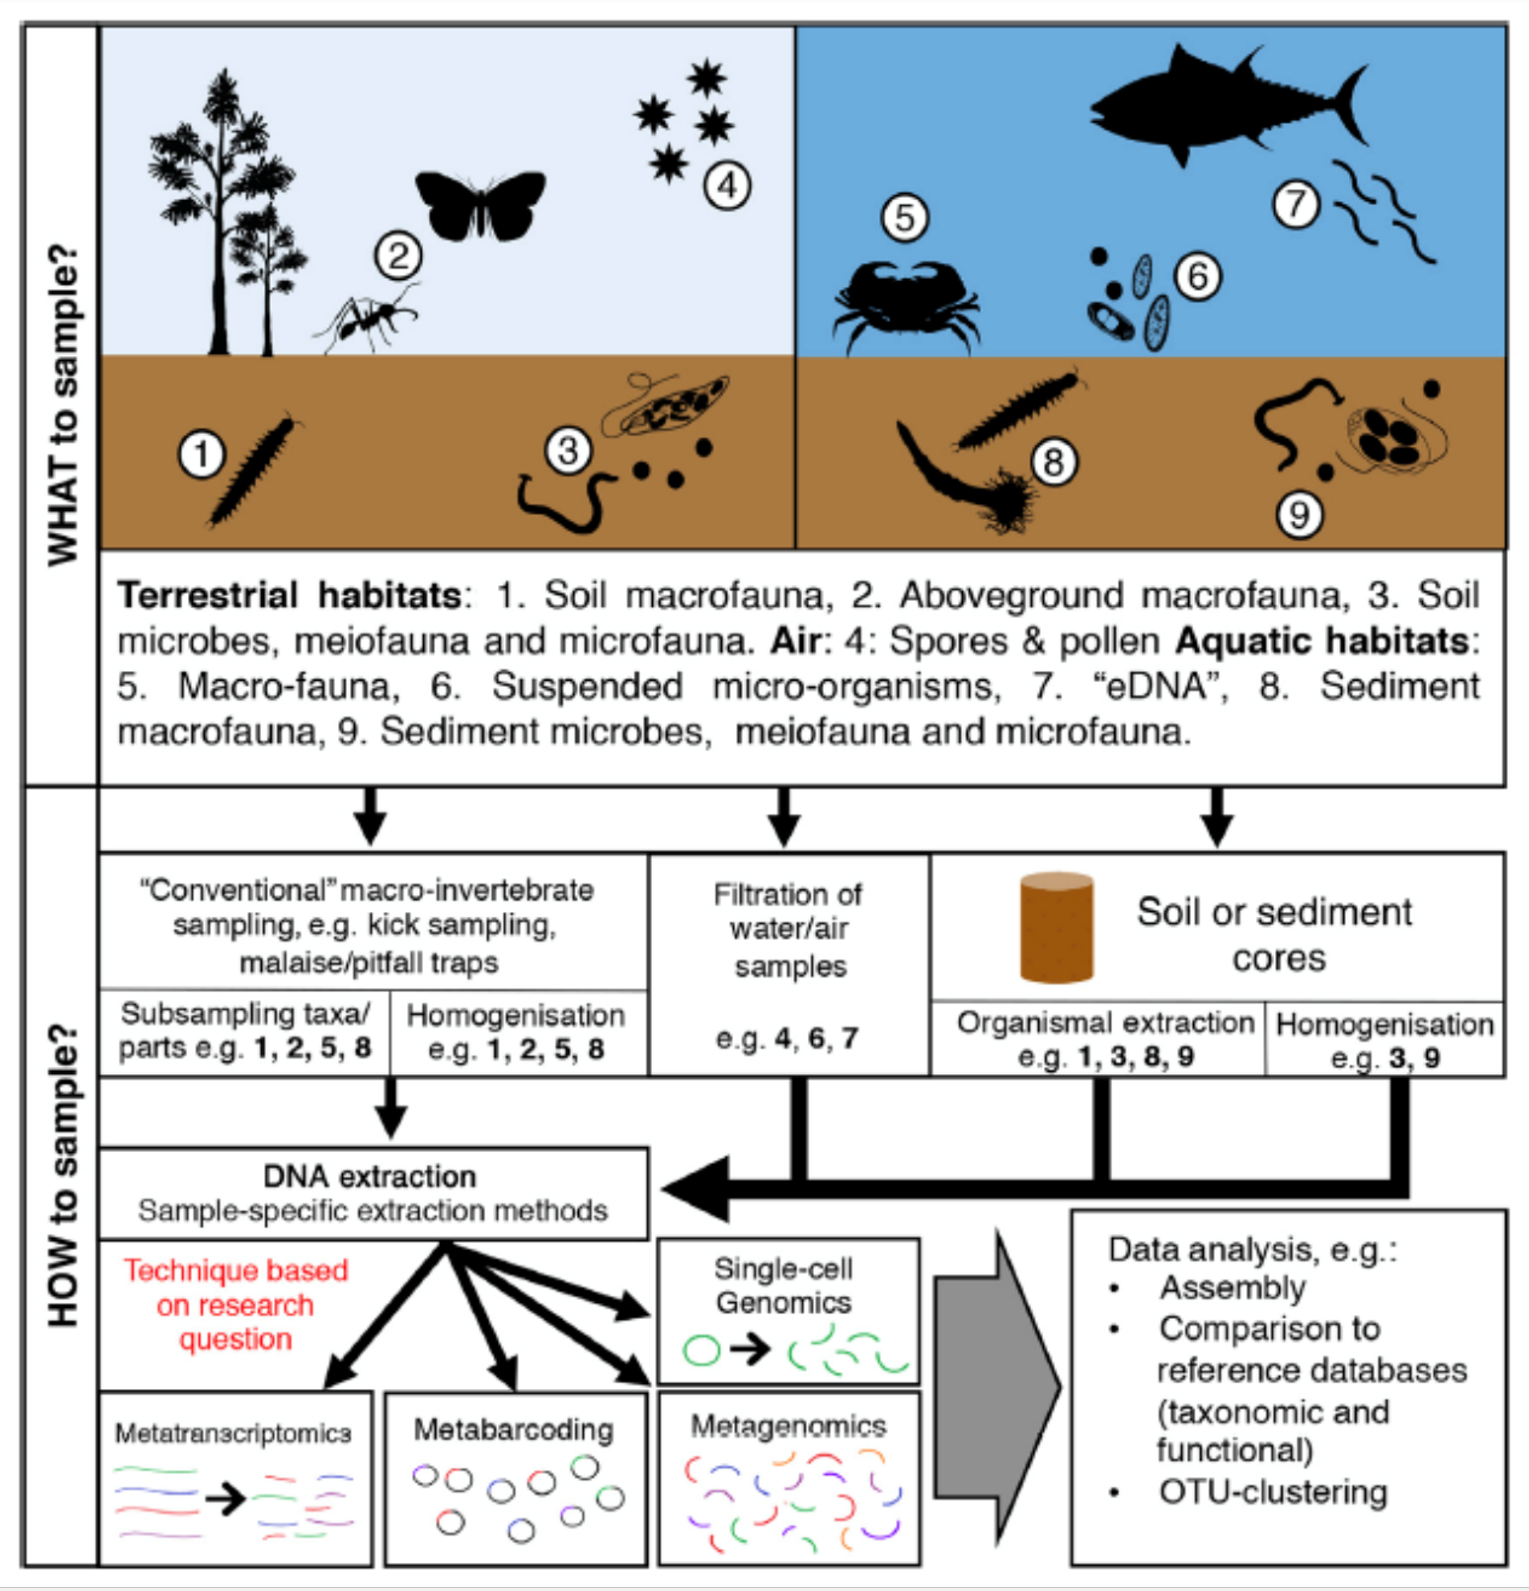 WHAT to sample?
4
2
7
5
6
1
3
8
9
Terrestrial habitats: 1. Soil macrofauna, 2. Aboveground macrofauna, 3. Soil
microbes, meiofauna and microfauna. Air: 4: Spores & pollen Aquatic habitats:
5. Macro-fauna, 6. Suspended micro-organisms, 7. “eDNA”, 8. Sediment
macrofauna, 9. Sediment microbes, meiofauna and microfauna.
HOW to sample?
“Conventional” macro-invertebrate
sampling, e.g. kick sampling,
malaise/pitfall traps
Subsampling taxa/
parts e.g. 1, 2, 5, 8
Homogenisation
e.g. 1, 2, 5, 8
Filtration of
water/air
samples
e.g. 4, 6, 7
Soil or sediment
cores
Organismal extraction
e.g. 1, 3, 8, 9
Homogenisation
e.g. 3, 9
DNA extraction
Sample-specific extraction methods
Technique based
on research
question
Single-cell
Genomics
Metatranscriptomics
Metabarcoding
Metagenomics
Data analysis, e.g.:
• Assembly
• Comparison to
reference databases
(taxonomic and
functional)
• OTU-clustering